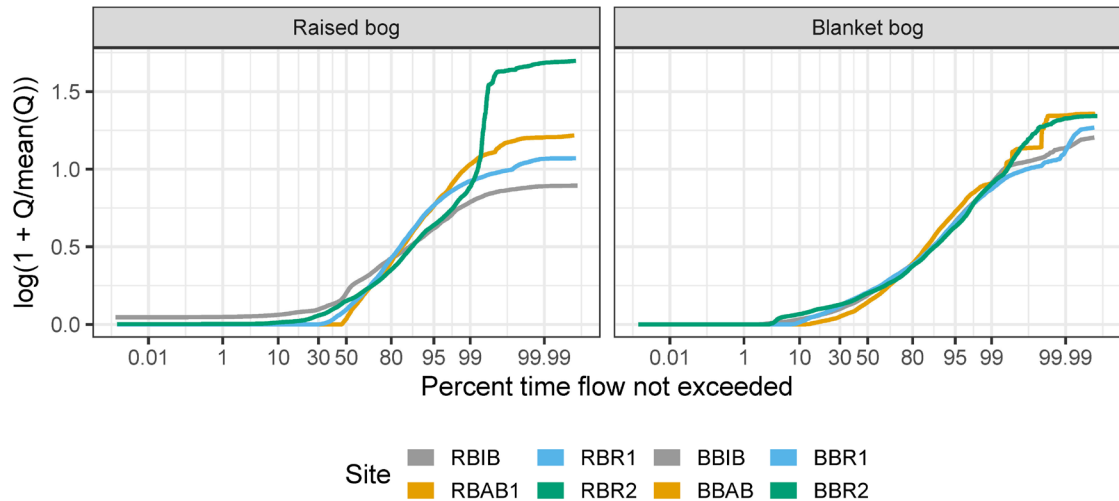 Raised bog
Blanket bog
log(1 + Q/mean(Q))
1.5
1.0
0.5
0.0
0.01 1 10 30 50 80 95 99 99.99
0.01 1 10 30 50 80 95 99 99.99
Percent time flow not exceeded
Site
RBIB RBR1 BBIB BBR1
RBAB1 RBR2 BBAB BBR2